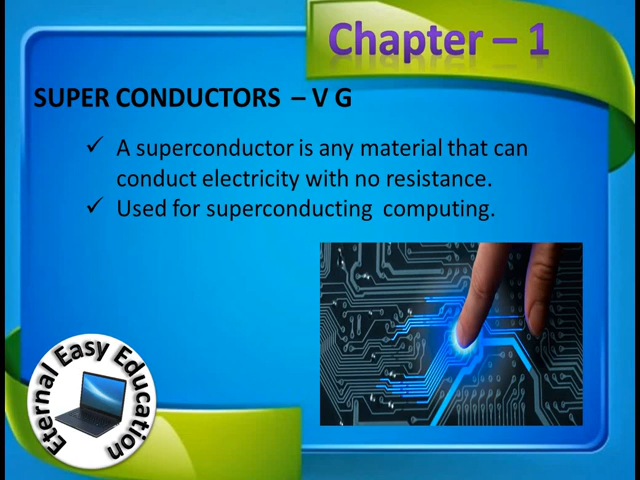 Chapter – 1
SUPER CONDUCTORS – V G
✓ A superconductor is any material that can
conduct electricity with no resistance.
✓ Used for superconducting computing.
Eternal Easy Education